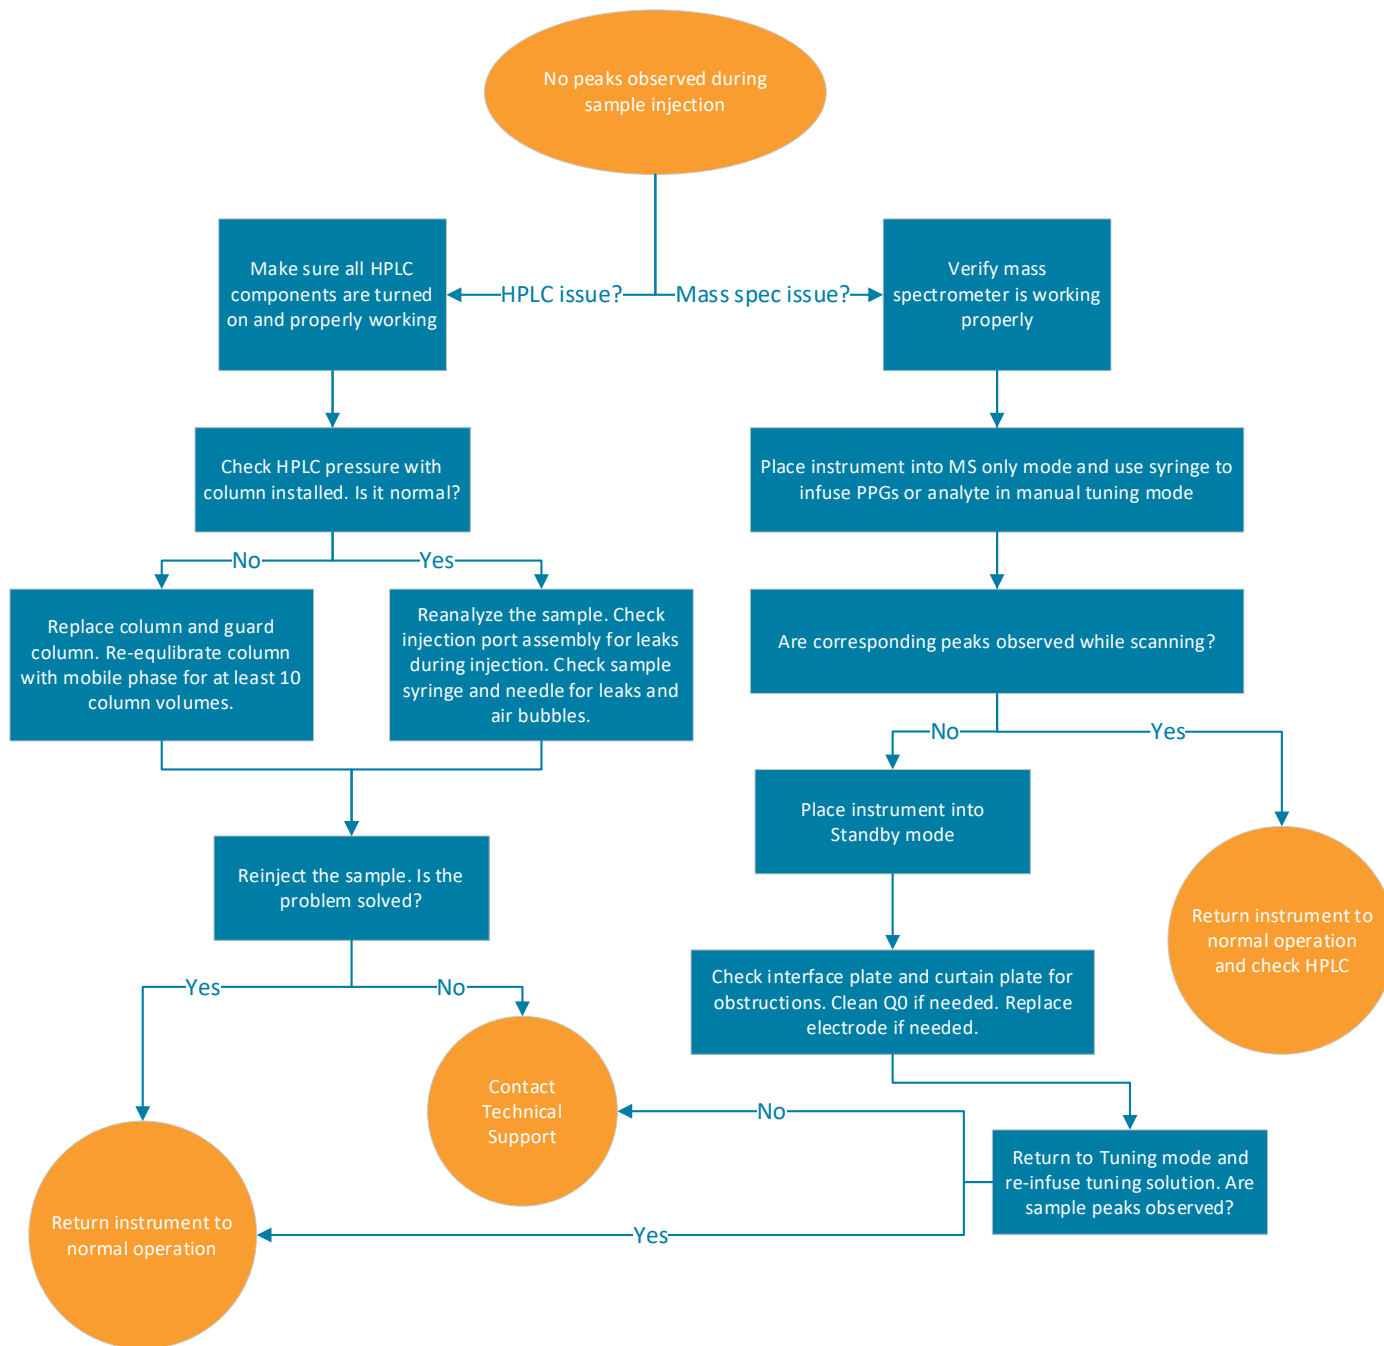 No peaks observed during
sample injection
Make sure all HPLC
components are turned
on and properly working
HPLC issue?
Mass spec issue?
Verify mass
spectrometer is working
properly
Check HPLC pressure with
column installed. Is it normal?
Place instrument into MS only mode and use syringe to
infuse PPGs or analyte in manual tuning mode
No
Yes
Replace column and guard
column. Re-equlibrate column
with mobile phase for at least 10
column volumes.
Reanalyze the sample. Check
injection port assembly for leaks
during injection. Check sample
syringe and needle for leaks and
air bubbles.
Are corresponding peaks observed while scanning?
No
Yes
Place instrument into
Standby mode
Reinject the sample. Is the
problem solved?
Return instrument to
normal operation
and check HPLC
Check interface plate and curtain plate for
obstructions. Clean Q0 if needed. Replace
electrode if needed.
Yes
No
Contact
Technical
Support
No
Return to Tuning mode and
re-infuse tuning solution. Are
sample peaks observed?
Return instrument to
normal operation
Yes